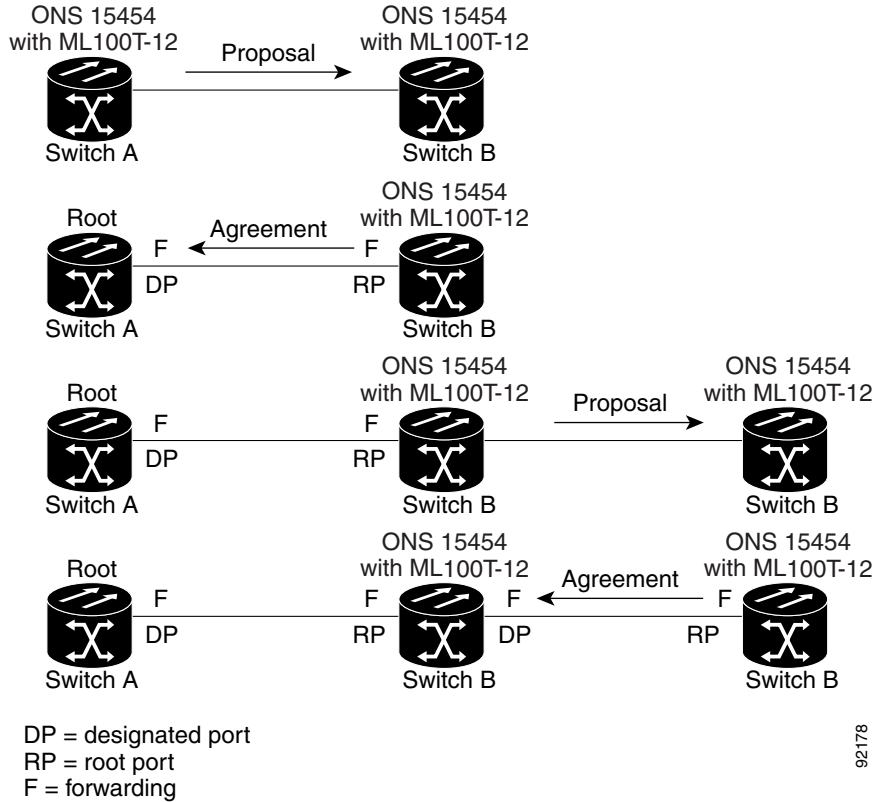 ONS 15454
with ML100T-12
ONS 15454
with ML100T-12
Proposal
Switch A
Switch B
Root
ONS 15454
with ML100T-12
Agreement
F
F
DP
RP
Switch A
Switch B
Root
ONS 15454
with ML100T-12
ONS 15454
with ML100T-12
Proposal
F
F
DP
RP
Switch A
Switch B
Switch B
Root
ONS 15454
with ML100T-12
ONS 15454
with ML100T-12
Agreement
F
F
F
F
DP
RP
DP
RP
Switch A
Switch B
Switch B
DP = designated port
RP = root port
F = forwarding
92178